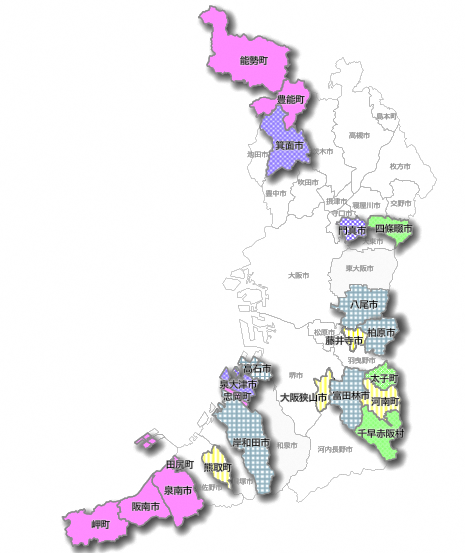 能勢町
豊能町
島本町
高槻市
箕面市
茨木市
池田市
枚方市
吹田市
豊中市
摂津市
寝屋川市
交野市
守口市
門真市
四條畷市
大東市
大阪市
東大阪市
八尾市
松原市
藤井寺市
柏原市
羽曳野市
高石市
堺市
太子町
泉大津市
忠岡町
大阪狭山市
富田林市
河南町
千早赤阪村
岸和田市
和泉市
河内長野市
田尻町
熊取町
佐野市
塚市
泉南市
阪南市
岬町